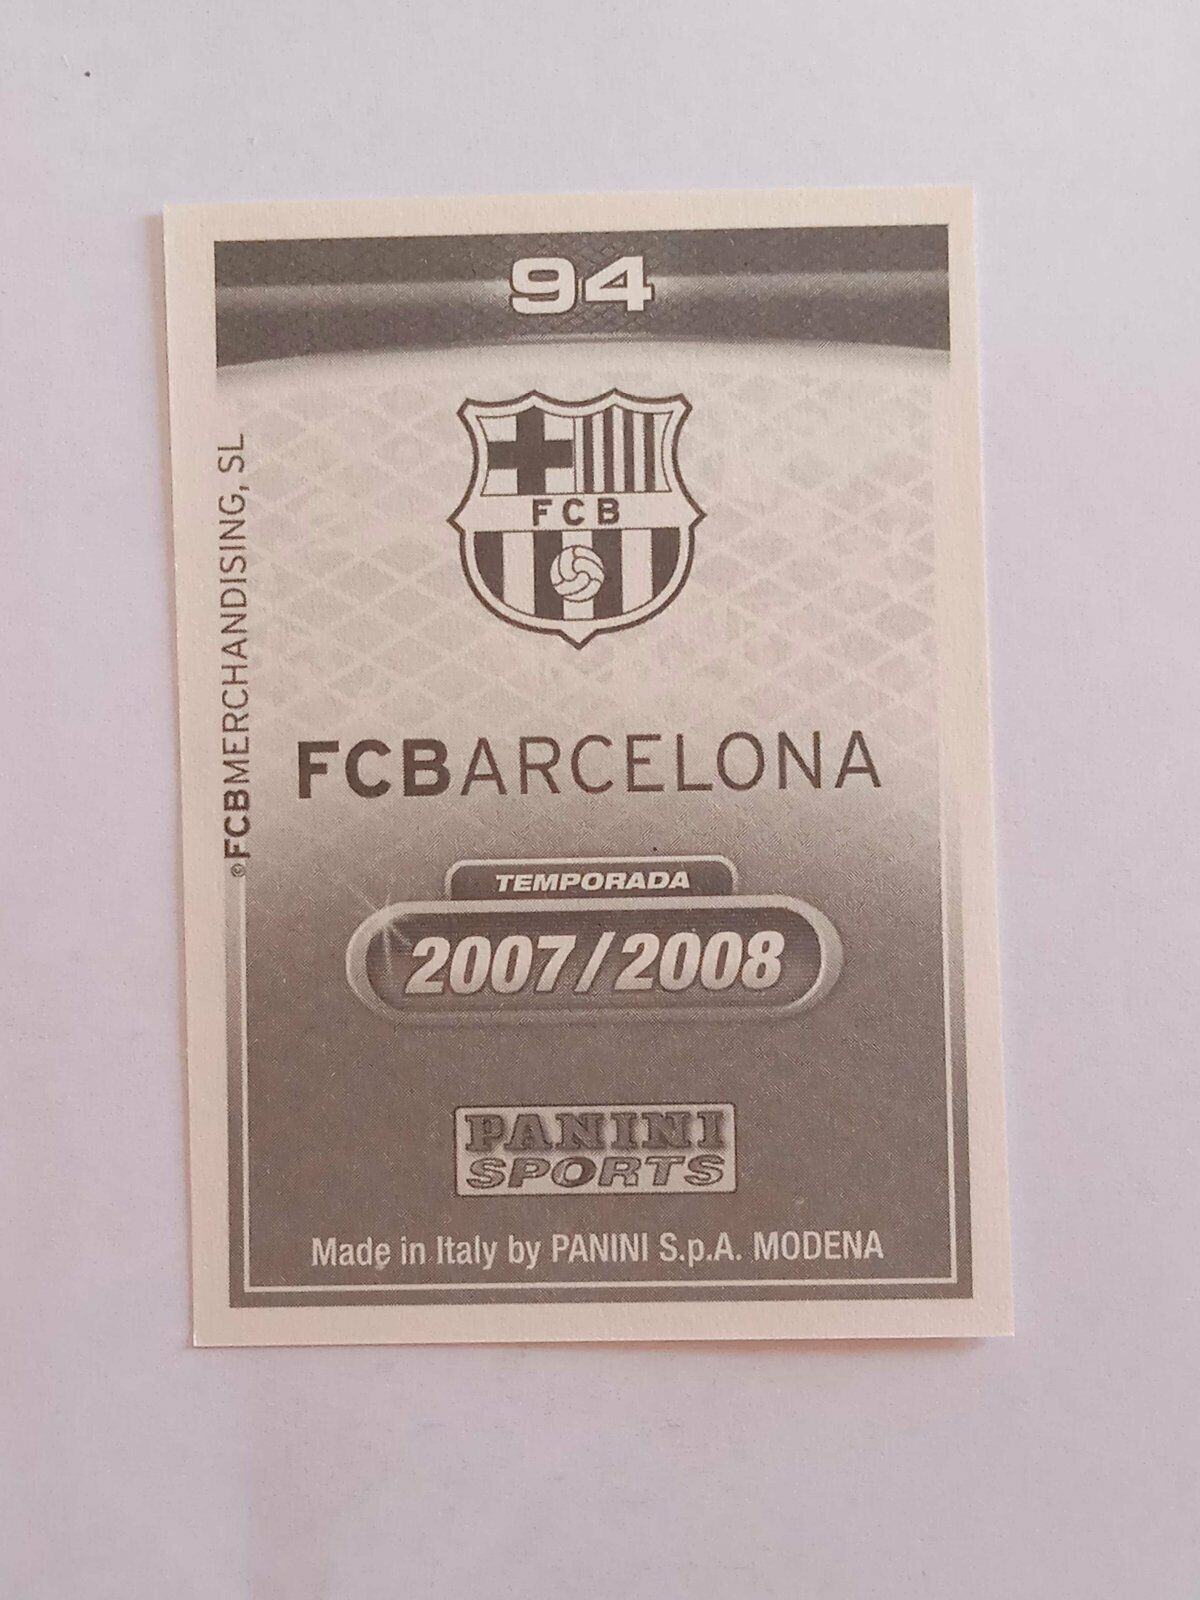 94
FCB
FCBARCELONA
TEMPORADA
2007/2008
PANINI
SPORTS
Made in Italy by PANINI S.p.A. MODENA
©FCBMERCHANDISING, SL